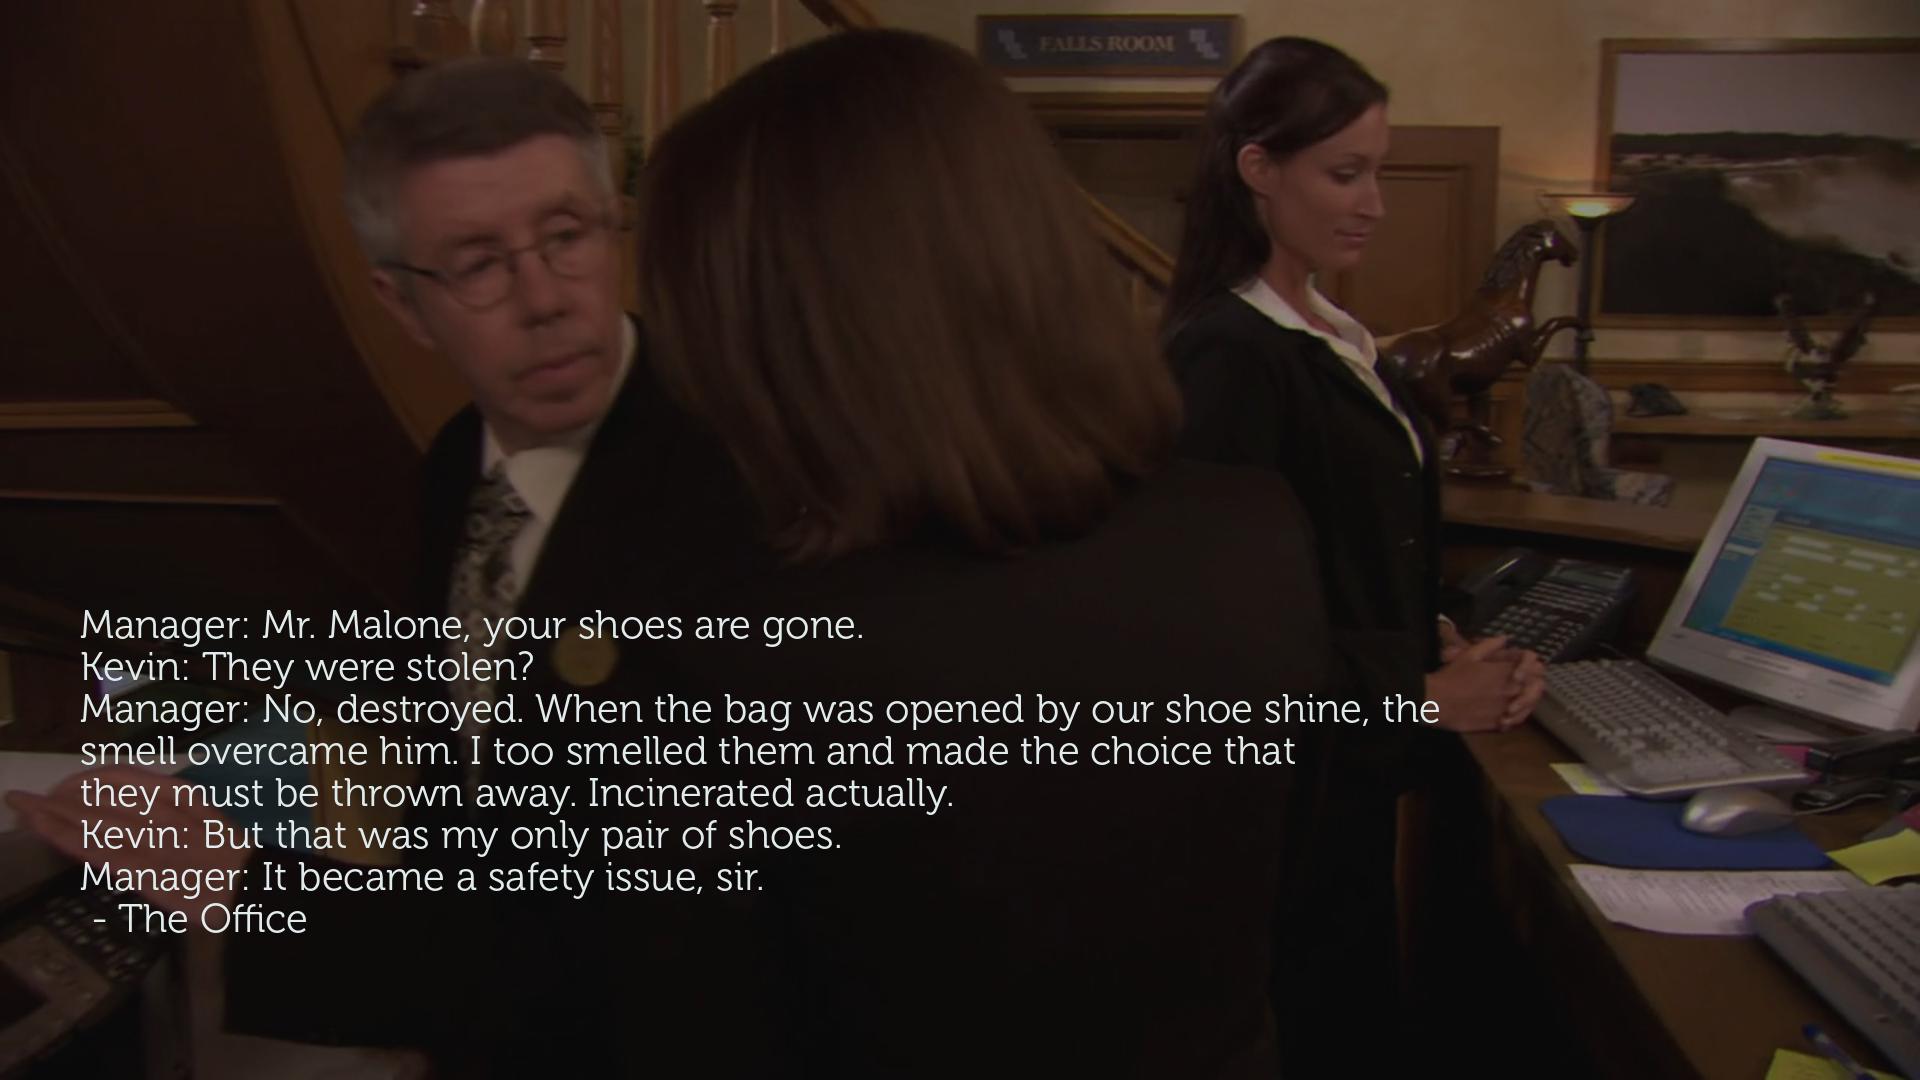 FALLS ROOM
Manager: Mr. Malone, your shoes are gone.
Kevin: They were stolen?
Manager: No, destroyed. When the bag was opened by our shoe shine, the
smell overcame him. I too smelled them and made the choice that
they must be thrown away. Incinerated actually.
Kevin: But that was my only pair of shoes.
Manager: It became a safety issue, sir.
- The Office